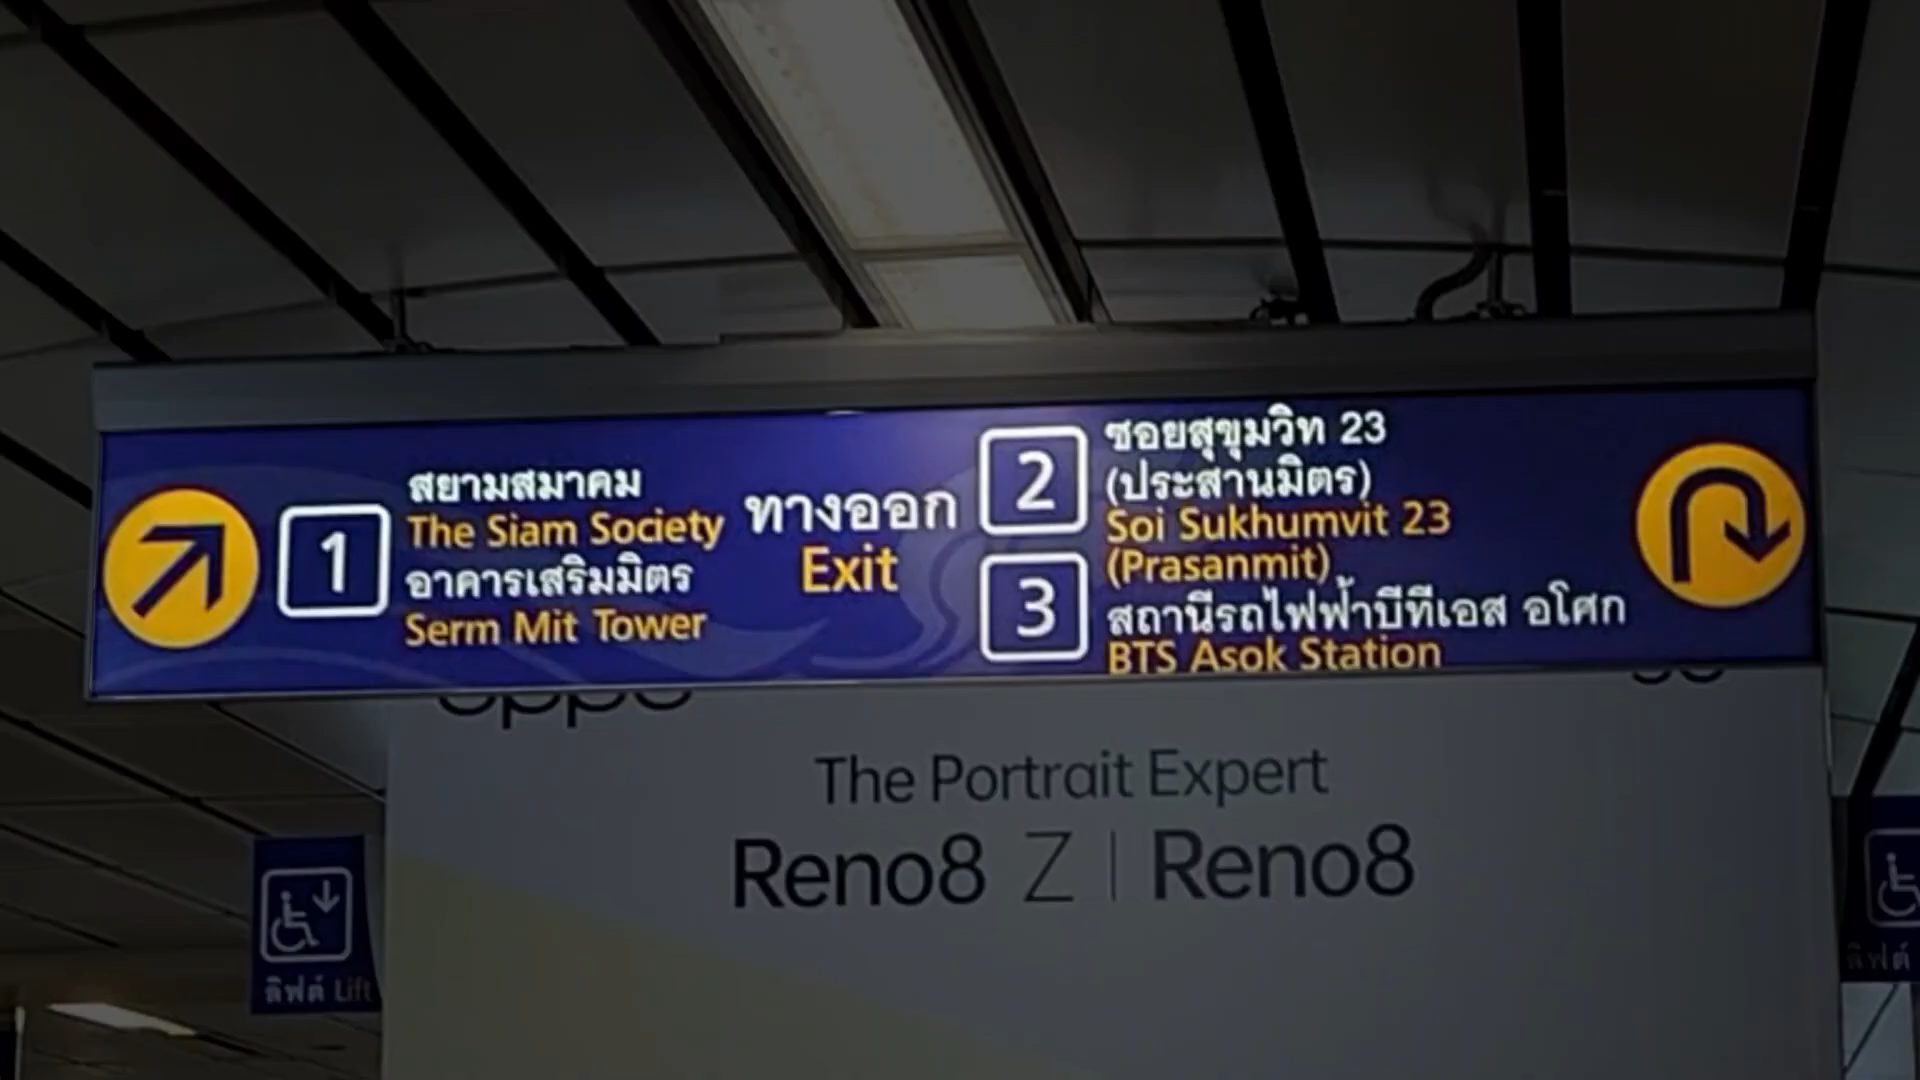 1
สยามสมาคม
The Siam Society
อาคารเสริมมิตร
Serm Mit Tower
ทางออก
Exit
2
ซอยสุขุมวิท 23
(ประสานมิตร)
Soi Sukhumvit 23
(Prasanmit)
3
สถานีรถไฟฟ้าบีทีเอส อโศก
BTS Asok Station
oppo
The Portrait Expert
Reno8 Z | Reno8
ลิฟต์ Lift
ลิฟต์